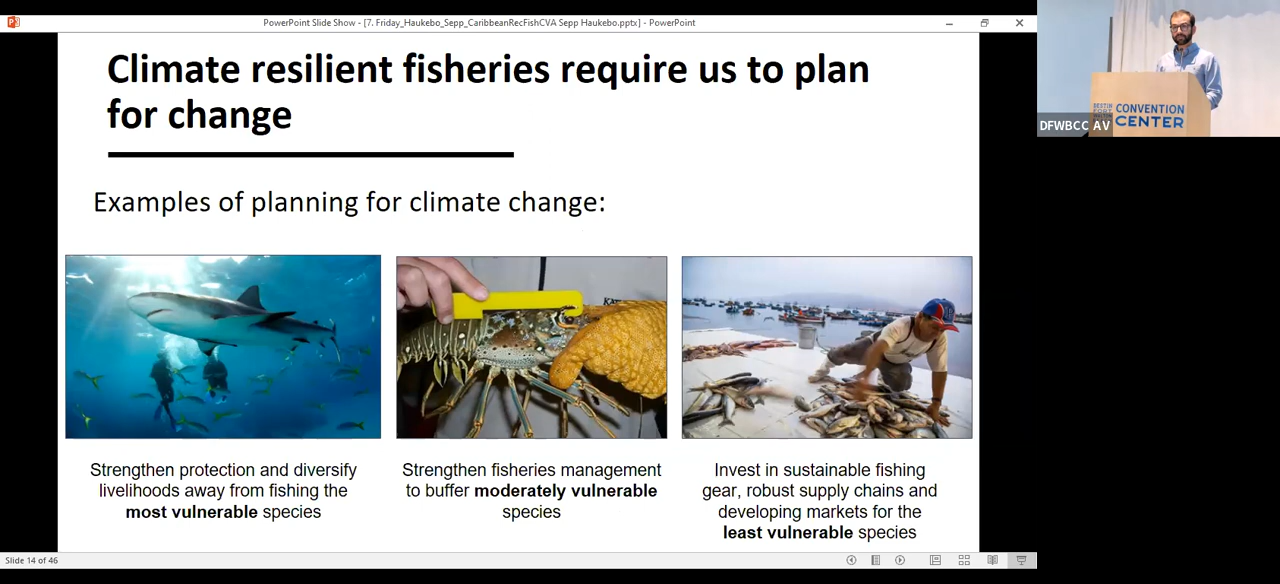 PowerPoint Slide Show - [7. Friday_Haukebo_Sepp_CaribbeanRecFishCVA Sepp Haukebo.pptx] - PowerPoint
Climate resilient fisheries require us to plan
for change
Examples of planning for climate change:
Strengthen protection and diversify
livelihoods away from fishing the
most vulnerable species
Strengthen fisheries management
to buffer moderately vulnerable
species
Invest in sustainable fishing
gear, robust supply chains and
developing markets for the
least vulnerable species
Slide 14 of 46
CONVENTION
CENTER
DFWBCC AV